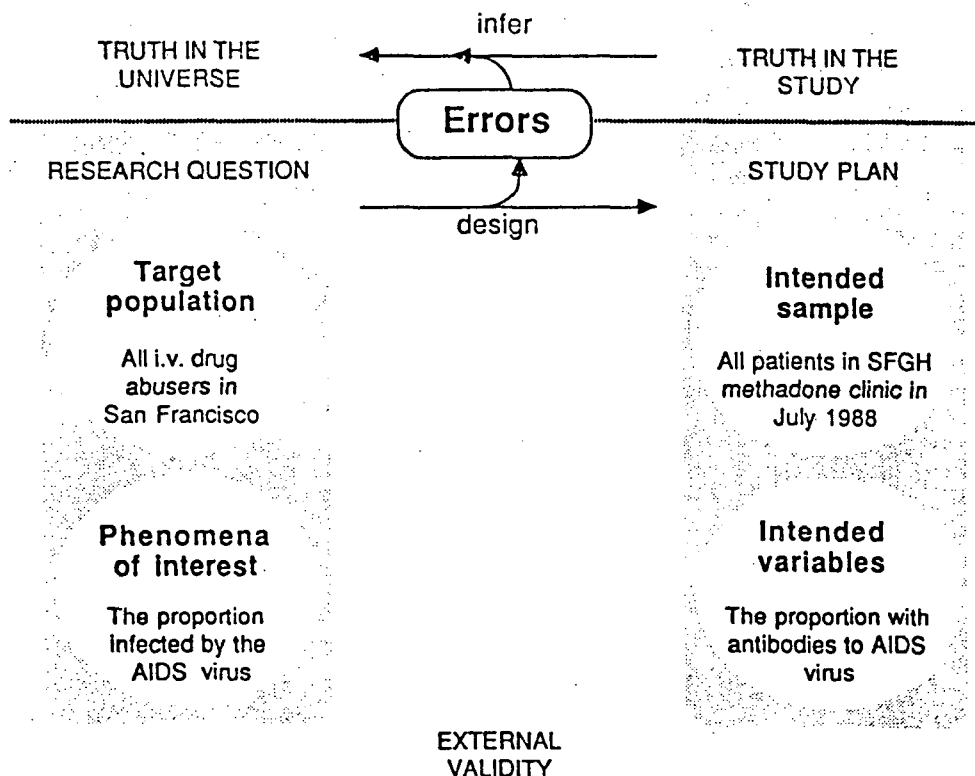 infer
TRUTH IN THE
UNIVERSE
TRUTH IN THE
STUDY
Errors
RESEARCH QUESTION
STUDY PLAN
design
Target
population
All i.v. drug
abusers in
San Francisco
Intended
sample
All patients in SFGH
methadone clinic in
July 1988
Phenomena
of interest
The proportion
infected by the
AIDS virus
Intended
variables
The proportion with
antibodies to AIDS
virus
EXTERNAL
VALIDITY